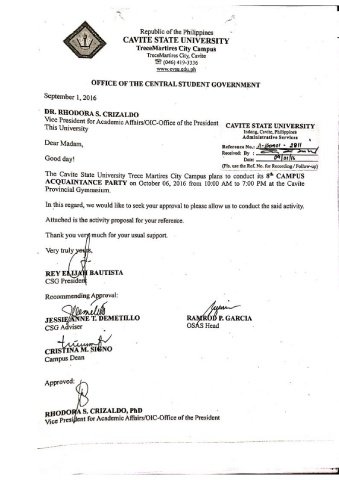 Republic of the Philippines
CAVITE STATE UNIVERSITY
TreceMartires City Campus
TreceMartires City, Cavite
☎ (046) 419-3336
www.cvsu.edu.ph
OFFICE OF THE CENTRAL STUDENT GOVERNMENT
September 1, 2016
DR. RHODORA S. CRIZALDO
Vice President for Academic Affairs/OIC-Office of the President
This University
CAVITE STATE UNIVERSITY
Indang, Cavite, Philippines
Administrative Services
Reference No.:
Received By :
Date:
(Pls. use the Ref. No. for Recording / Follow-up)
Dear Madam,
Good day!
The Cavite State University Trece Martires City Campus plans to conduct its 8th CAMPUS
ACQUAINTANCE PARTY on October 06, 2016 from 10:00 AM to 7:00 PM at the Cavite
Provincial Gymnasium.
In this regard, we would like to seek your approval to please allow us to conduct the said activity.
Attached is the activity proposal for your reference.
Thank you very much for your usual support.
Very truly yours,
REY ELIJAH BAUTISTA
CSG President
Recommending Approval:
JESSIE ANNE T. DEMETILLO
CSG Adviser
RAMROD P. GARCIA
OSAS Head
CRISTINA M. SIGNO
Campus Dean
Approved:
RHODORA S. CRIZALDO, PhD
Vice President for Academic Affairs/OIC-Office of the President